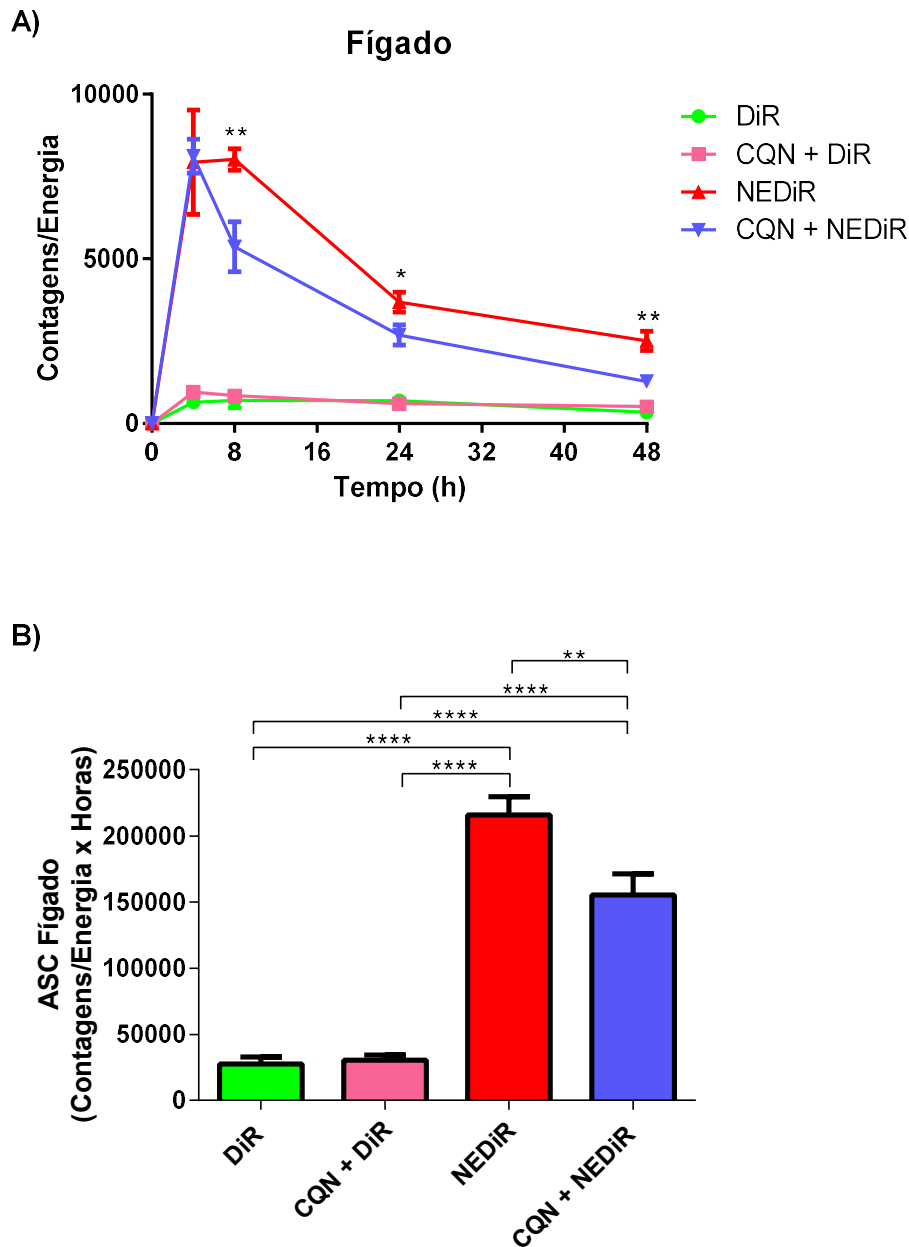 A)
Fígado
Contagens/Energia
10000
5000
0
**
*
**
0 8 16 24 32 40 48
Tempo (h)
DiR
CQN + DiR
NEDiR
CQN + NEDiR
B)
**
****
****
****
****
ASC Fígado
(Contagens/Energia x Horas)
250000
200000
150000
100000
50000
0
DiR
CQN + DiR
NEDiR
CQN + NEDiR